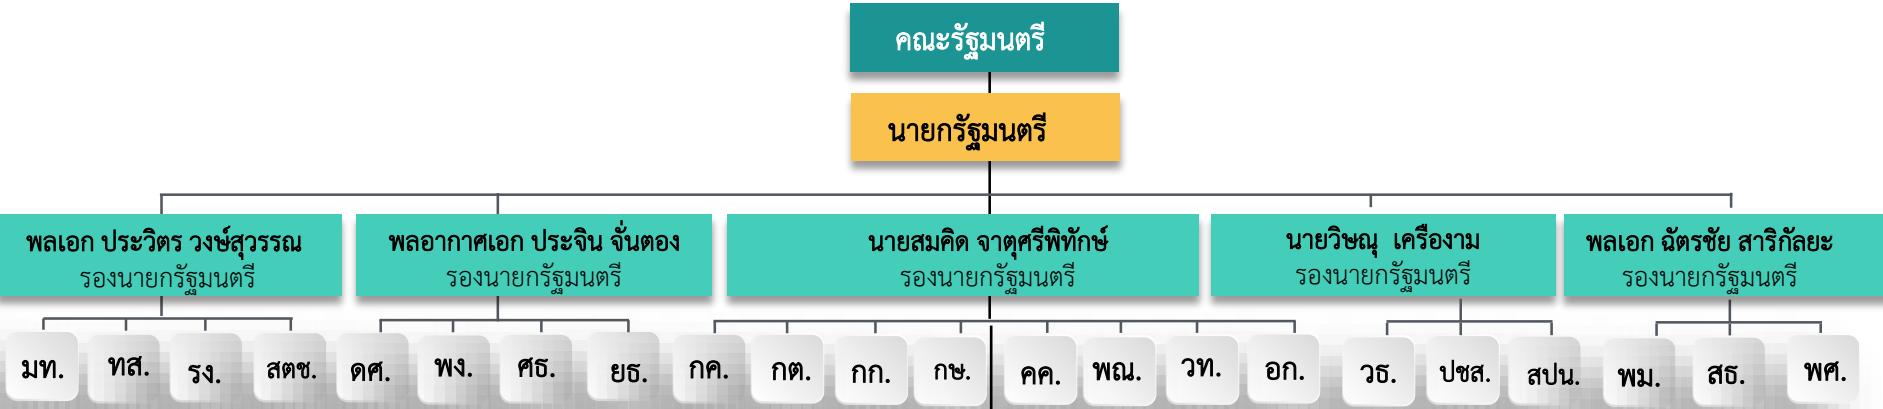 คณะรัฐมนตรี
นายกรัฐมนตรี
พลเอก ประวิตร วงษ์สุวรรณ
รองนายกรัฐมนตรี
พลอากาศเอก ประจิน จั่นตอง
รองนายกรัฐมนตรี
นายสมคิด จาตุศรีพิทักษ์
รองนายกรัฐมนตรี
นายวิษณุ เครืองาม
รองนายกรัฐมนตรี
พลเอก ฉัตรชัย สาริกัลยะ
รองนายกรัฐมนตรี
มท.
ทส.
รง.
สตช.
ดศ.
พง.
ศธ.
ยธ.
กค.
กต.
กก.
กษ.
คค.
พณ.
วท.
อก.
วธ.
ปชส.
สปน.
พม.
สธ.
พศ.